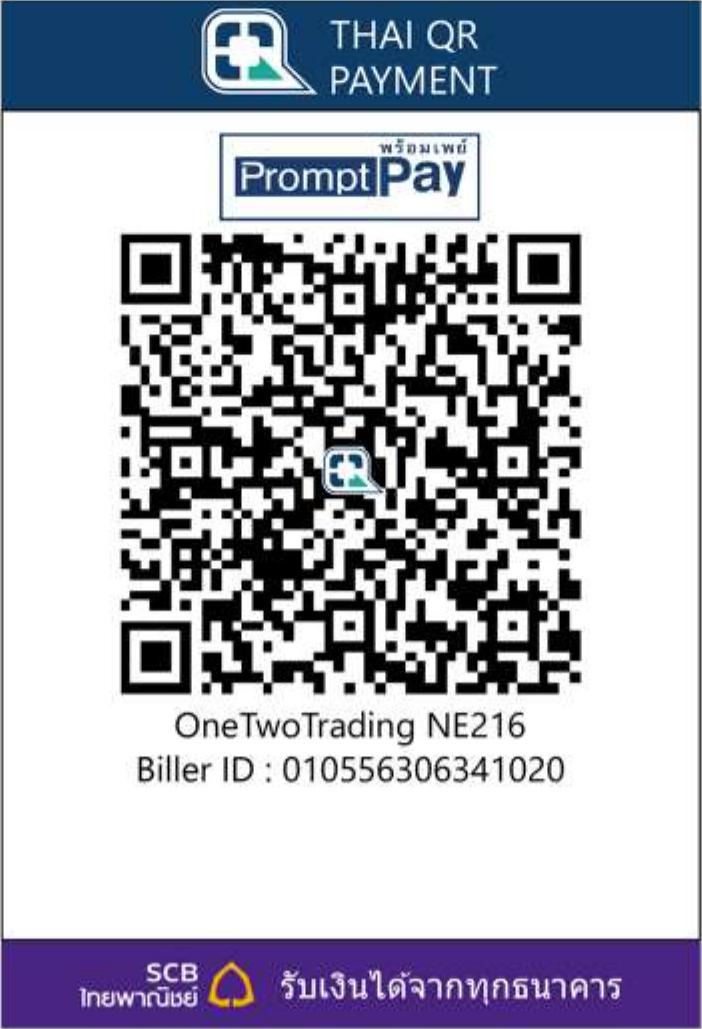 THAI QR
PAYMENT
พร้อมเพย์
Prompt Pay
OneTwoTrading NE216
Biller ID : 010556306341020
SCB
ไทยพาณิชย์
รับเงินได้จากทุกธนาคาร